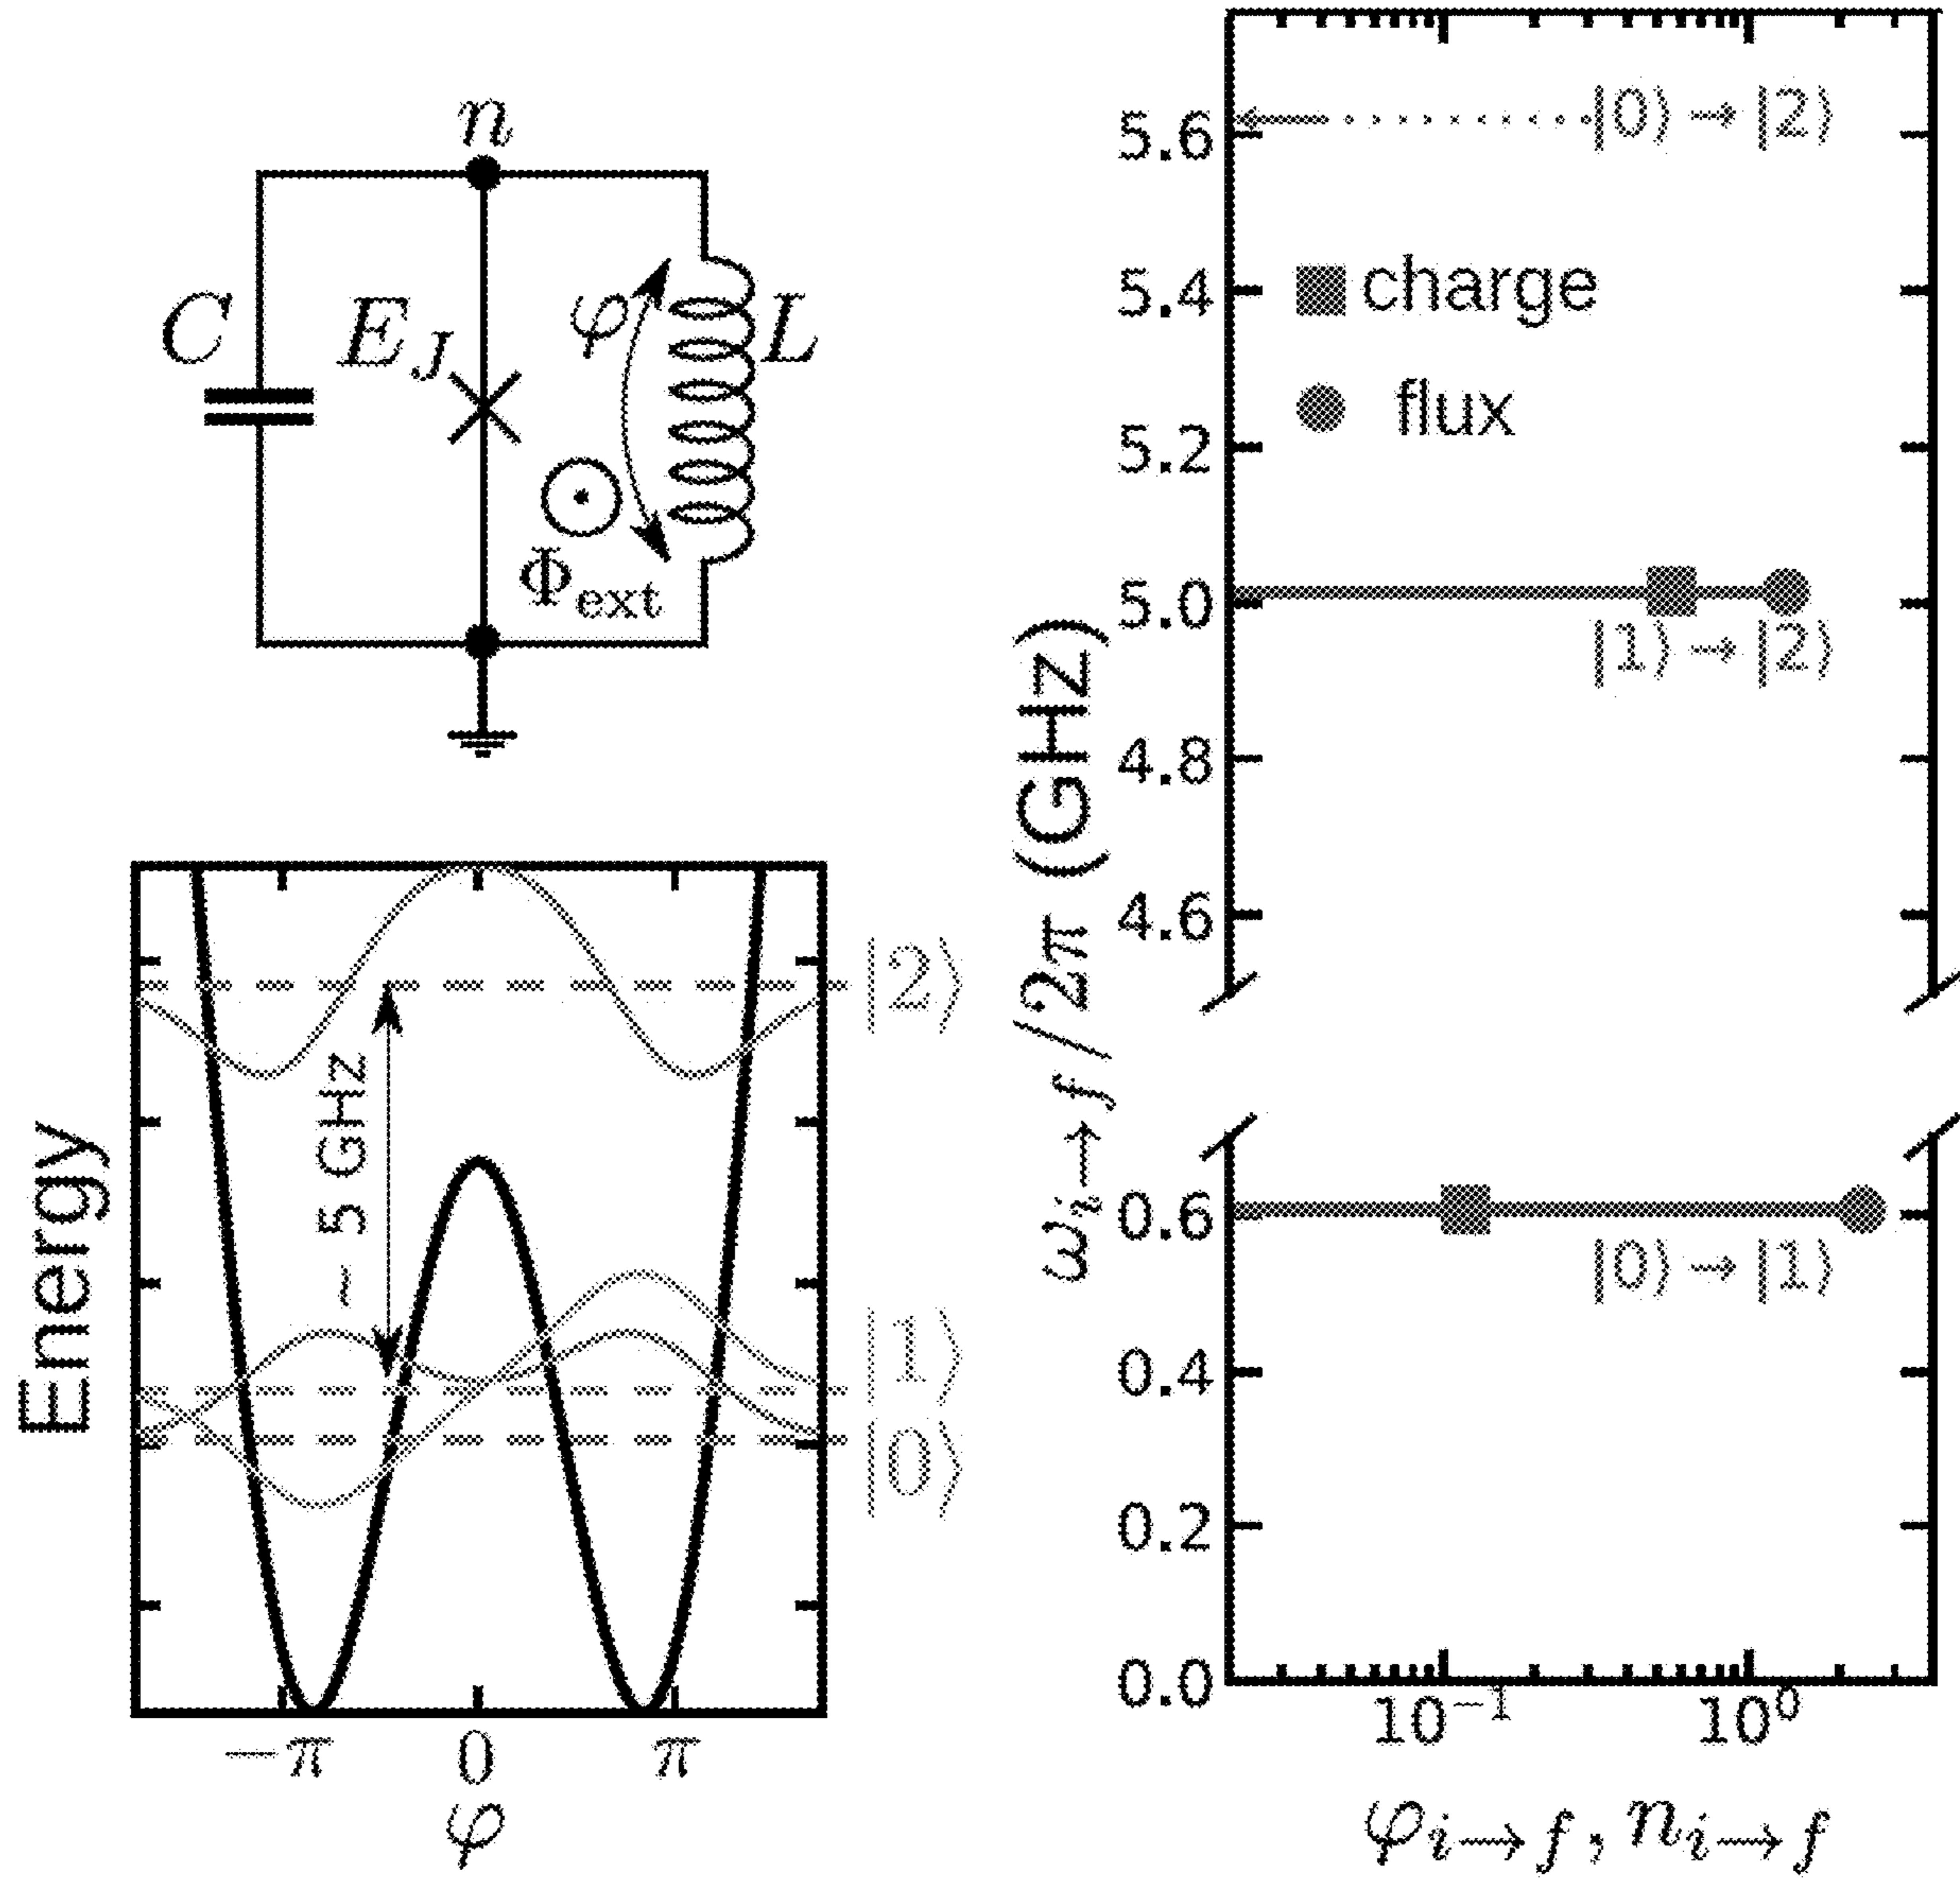 n
C
E_J
φ
L
Φ_ext
Energy
~ 5 GHz
|2⟩
|1⟩
|0⟩
−π
0
π
φ
ω_{i→f}/2π (GHz)
5.6
5.4
5.2
5.0
4.8
4.6
0.6
0.4
0.2
0.0
|0⟩→|2⟩
charge
flux
|1⟩→|2⟩
|0⟩→|1⟩
10⁻¹
10⁰
φ_{i→f}, n_{i→f}